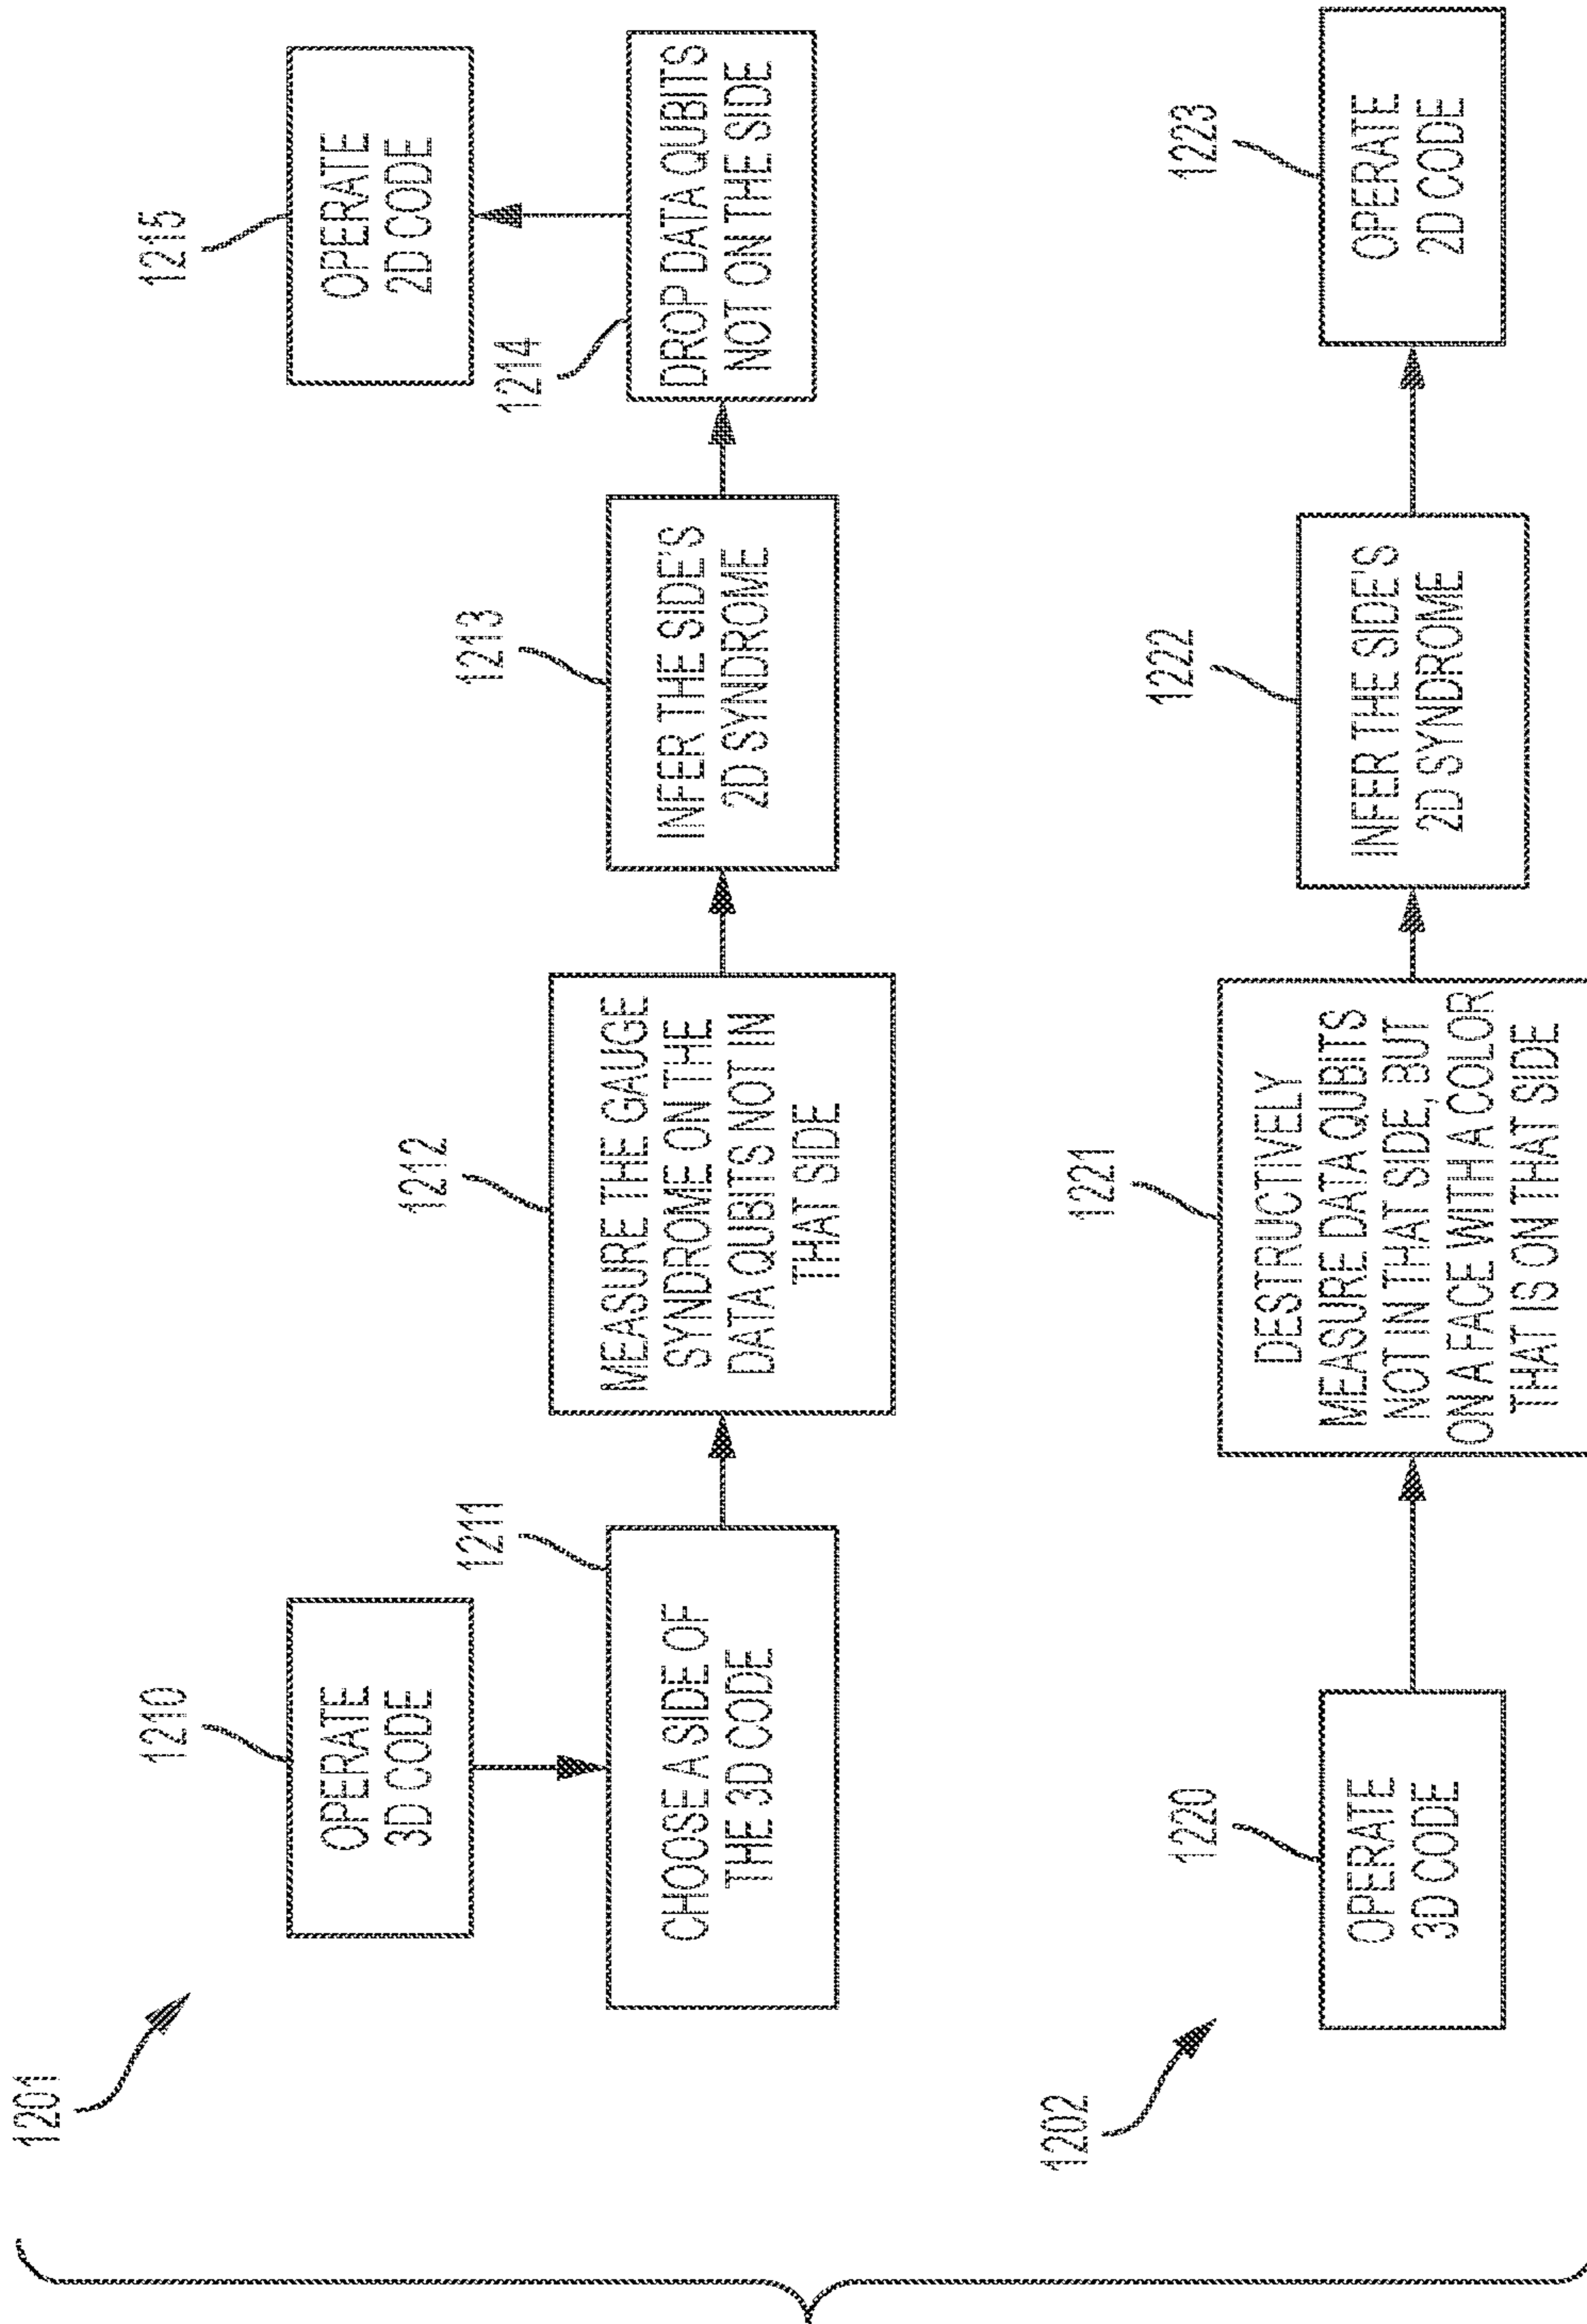 1201
1210
OPERATE
3D CODE
1211
CHOOSE A SIDE OF
THE 3D CODE
1212
MEASURE THE GAUGE
SYNDROME ON THE
DATA QUBITS NOT IN
THAT SIDE
1213
INFER THE SIDE'S
2D SYNDROME
1214
DROP DATA QUBITS
NOT ON THE SIDE
1215
OPERATE
2D CODE
1202
1220
OPERATE
3D CODE
1221
DESTRUCTIVELY
MEASURE DATA QUBITS
NOT IN THAT SIDE, BUT
ON A FACE WITH A COLOR
THAT IS ON THAT SIDE
1222
INFER THE SIDE'S
2D SYNDROME
1223
OPERATE
2D CODE